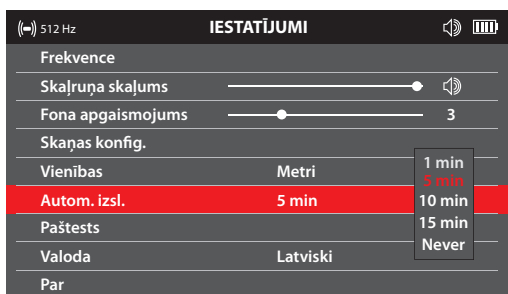 512 Hz IESTATĪJUMI
Frekvence
Skaļruņa skaļums
Fona apgaismojums 3
Skaņas konfig.
Vienības Metri
Autom. izsl. 5 min
Paštests
Valoda Latviski
Par
1 min
5 min
10 min
15 min
Never